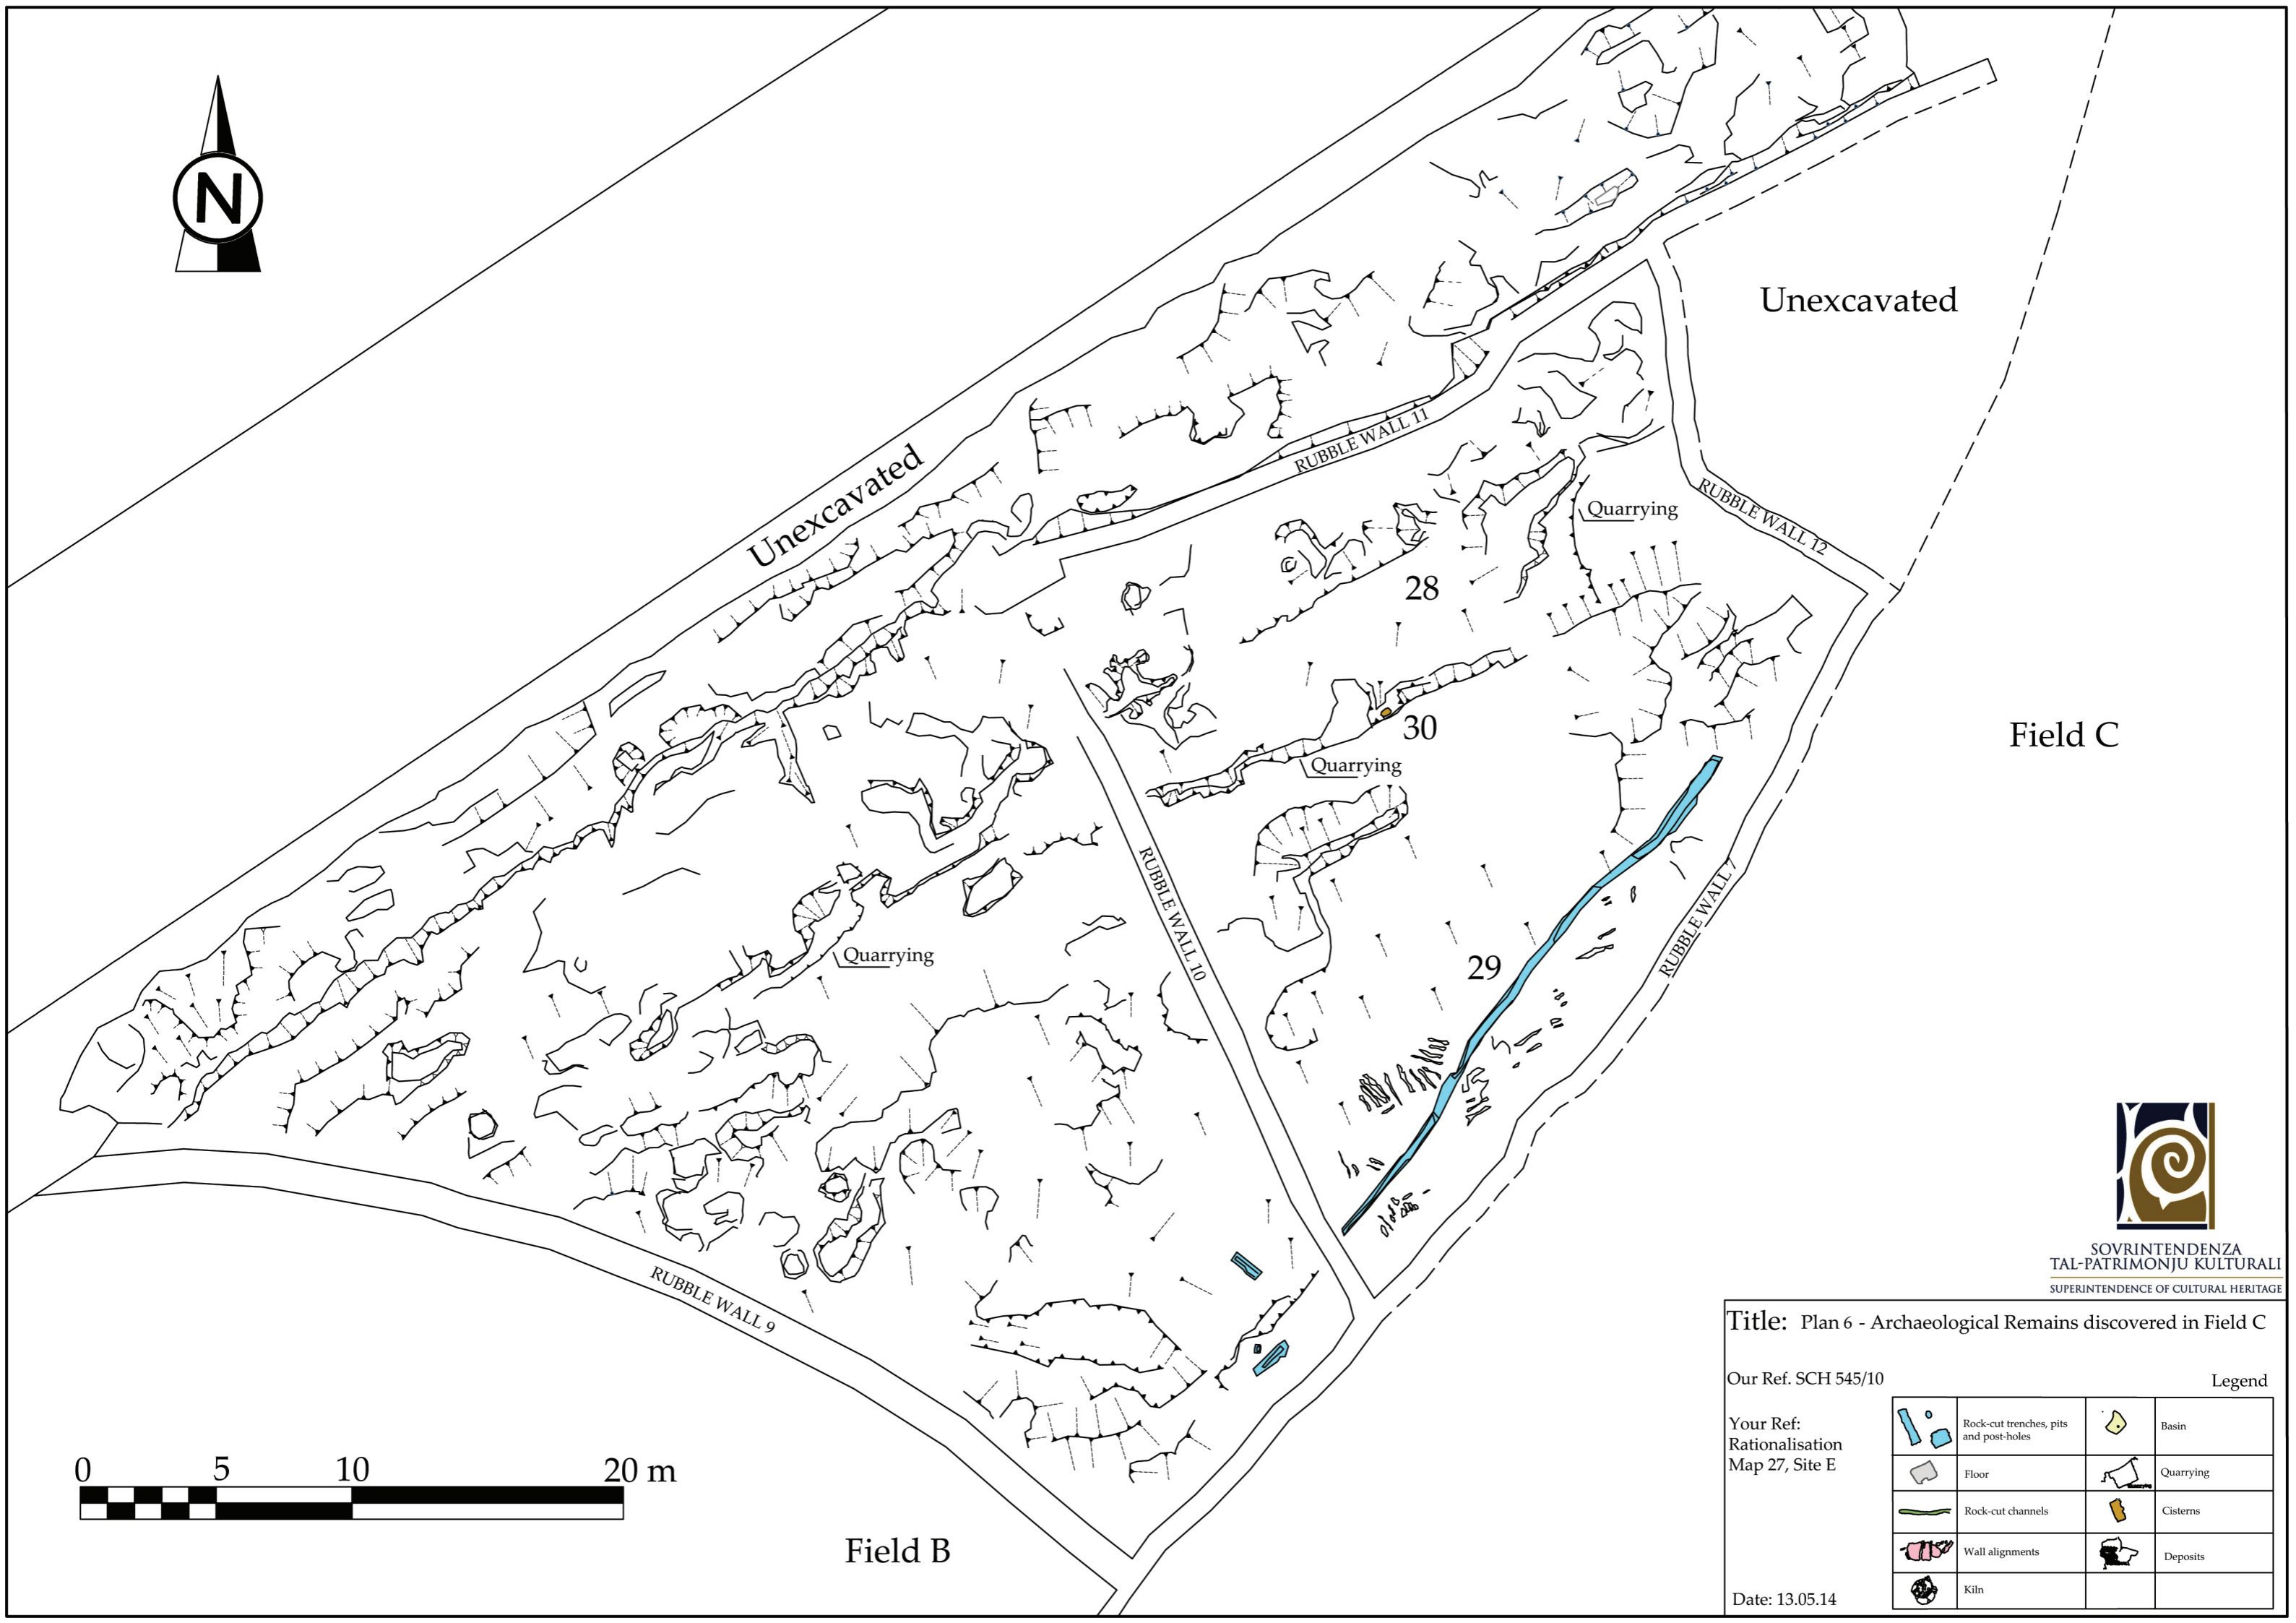 N
Unexcavated
Unexcavated
RUBBLE WALL 11
Quarrying
RUBBLE WALL 12
28
30
Quarrying
Field C
RUBBLE WALL 10
Quarrying
29
RUBBLE WALL 7
RUBBLE WALL 9
0 5 10 20 m
Field B
SOVRINTENDENZA
TAL-PATRIMONJU KULTURALI
SUPERINTENDENCE OF CULTURAL HERITAGE
Title: Plan 6 - Archaeological Remains discovered in Field C
Our Ref. SCH 545/10
Legend
Your Ref:
Rationalisation
Map 27, Site E
Date: 13.05.14
Rock-cut trenches, pits
and post-holes
Basin
Floor
Quarrying
Quarrying
Rock-cut channels
Cisterns
Wall alignments
Deposits
Kiln